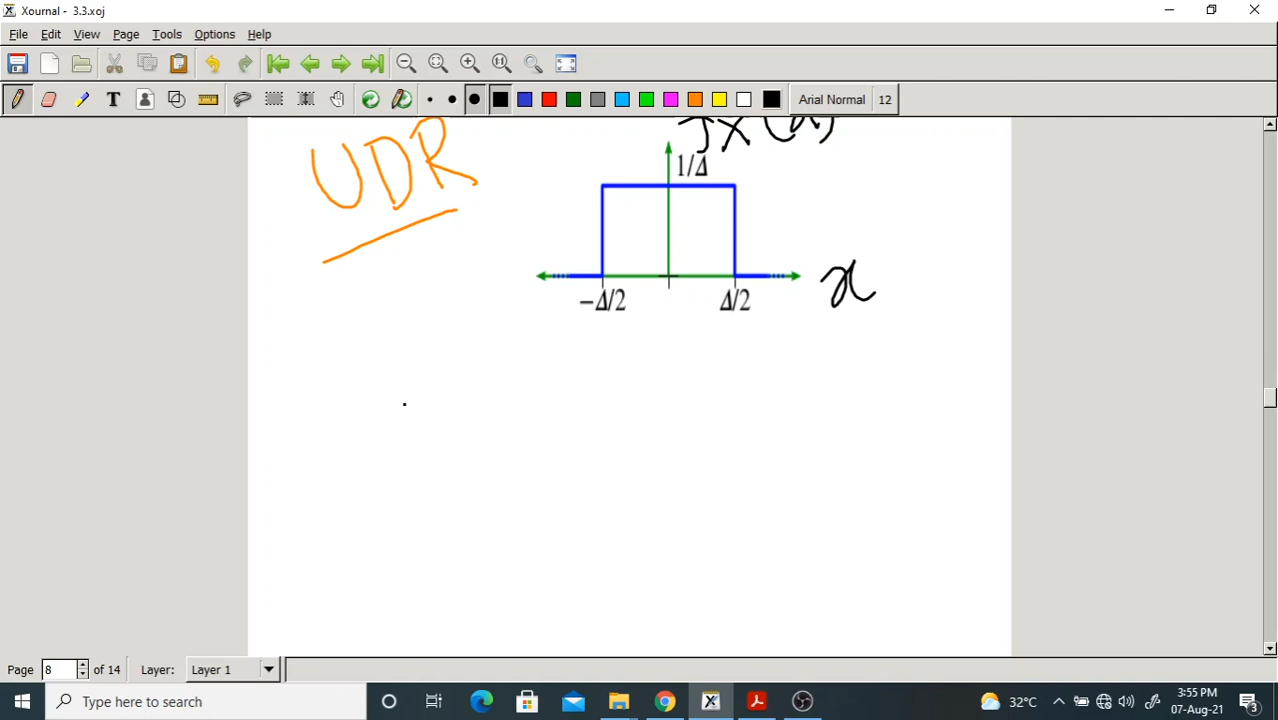 Xournal - 3.3.xoj
File Edit View Page Tools Options Help
T Arial Normal 12
UDR
1/Δ
x
−Δ/2 Δ/2
Page 8 of 14 Layer: Layer 1
Type here to search
32°C
3:55 PM
07-Aug-21
3